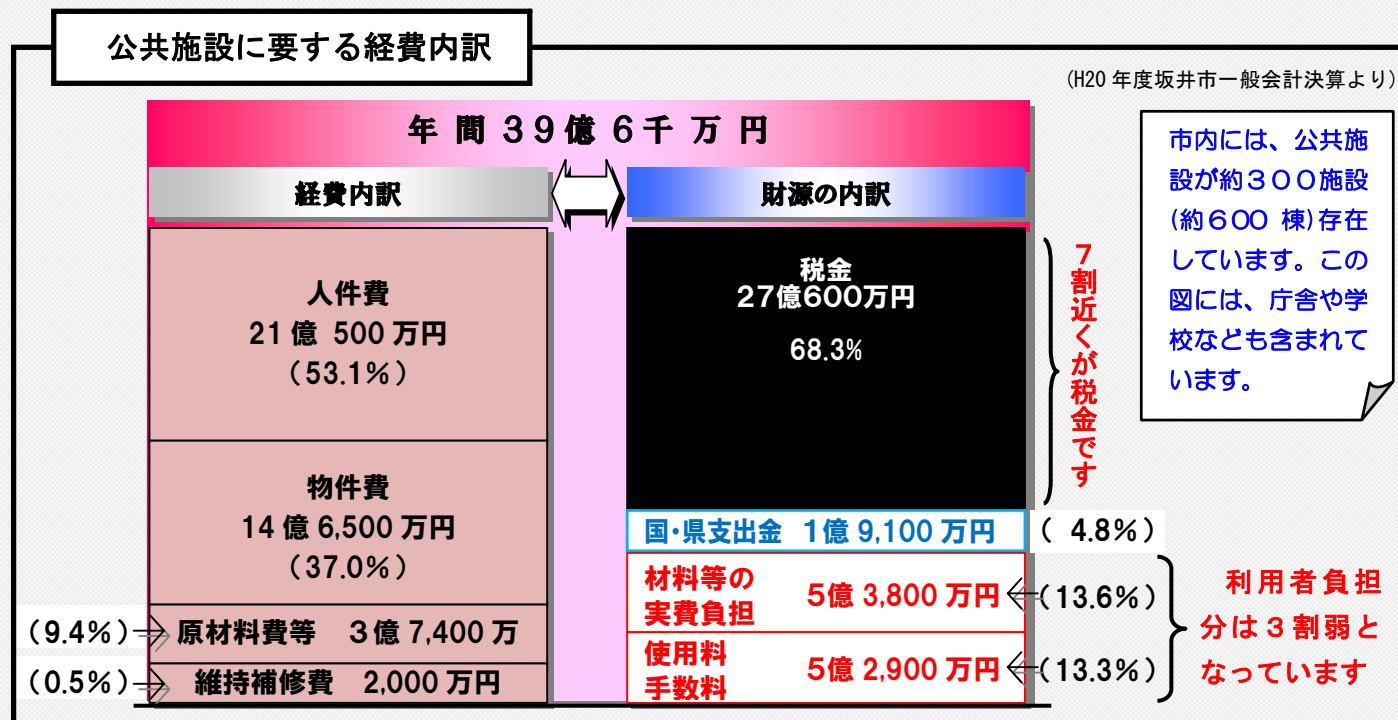 公共施設に要する経費内訳
(H20年度坂井市一般会計決算より)
年間39億6千万円
経費内訳
財源の内訳
人件費
21億 500万円
(53.1%)
物件費
14億 6,500万円
(37.0%)
(9.4%)
原材料費等 3億 7,400万
(0.5%)
維持補修費 2,000万円
税金
27億600万円
68.3%
国・県支出金 1億 9,100万円
( 4.8%)
材料等の
実費負担
5億 3,800万円
(13.6%)
使用料
手数料
5億 2,900万円
(13.3%)
7割近くが税金です
利用者負担
分は3割弱と
なっています
市内には、公共施
設が約300施設
(約600 棟)存在
しています。この
図には、庁舎や学
校なども含まれて
います。